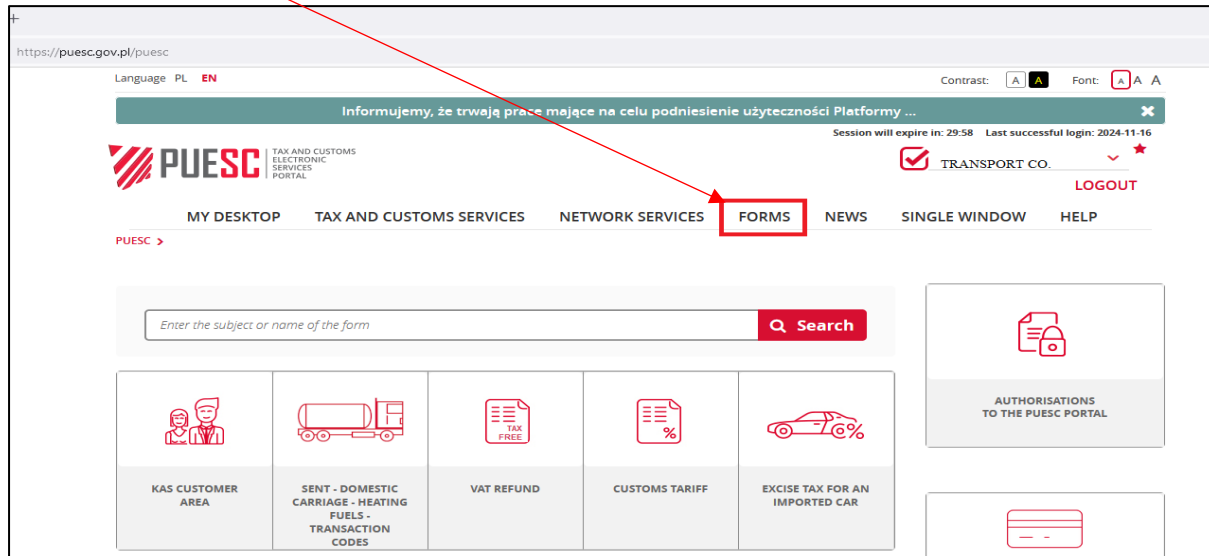 +
https://puesc.gov.pl/puesc
Language PL EN
Contrast: A A Font: A A A
Informujemy, że trwają prace mające na celu podniesienie użyteczności Platformy ...
Session will expire in: 29:58 Last successful login: 2024-11-16
PUESC
TAX AND CUSTOMS
ELECTRONIC
SERVICES
PORTAL
TRANSPORT CO.
LOGOUT
MY DESKTOP TAX AND CUSTOMS SERVICES NETWORK SERVICES FORMS NEWS SINGLE WINDOW HELP
PUESC >
Enter the subject or name of the form
Search
TAX
FREE
%
%
KAS CUSTOMER
AREA
SENT - DOMESTIC
CARRIAGE - HEATING
FUELS -
TRANSACTION
CODES
VAT REFUND
CUSTOMS TARIFF
EXCISE TAX FOR AN
IMPORTED CAR
AUTHORISATIONS
TO THE PUESC PORTAL